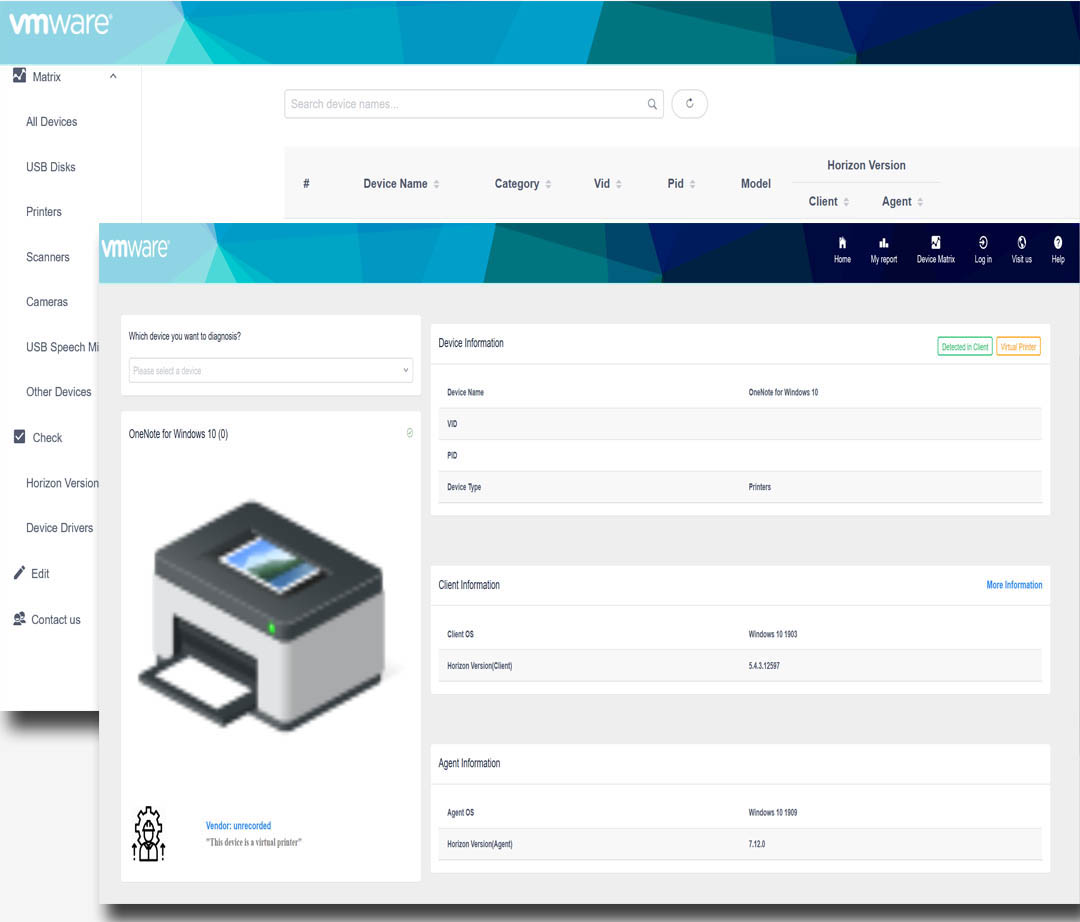 vmware®
Matrix
All Devices
USB Disks
Printers
Scanners
Cameras
USB Speech Mi
Other Devices
Check
Horizon Version
Device Drivers
Edit
Contact us
Search device names...
# Device Name Category Vid Pid Model Horizon Version
Client Agent
vmware®
Home My report Device Matrix Log in Visit us Help
Which device you want to diagnosis?
Please select a device
OneNote for Windows 10 (0)
Vendor: unrecorded
"This device is a virtual printer"
Device Information Detected in Client Virtual Printer
Device Name OneNote for Windows 10
VID
PID
Device Type Printers
Client Information More Information
Client OS Windows 10 1903
Horizon Version(Client) 5.4.3.12597
Agent Information
Agent OS Windows 10 1909
Horizon Version(Agent) 7.12.0